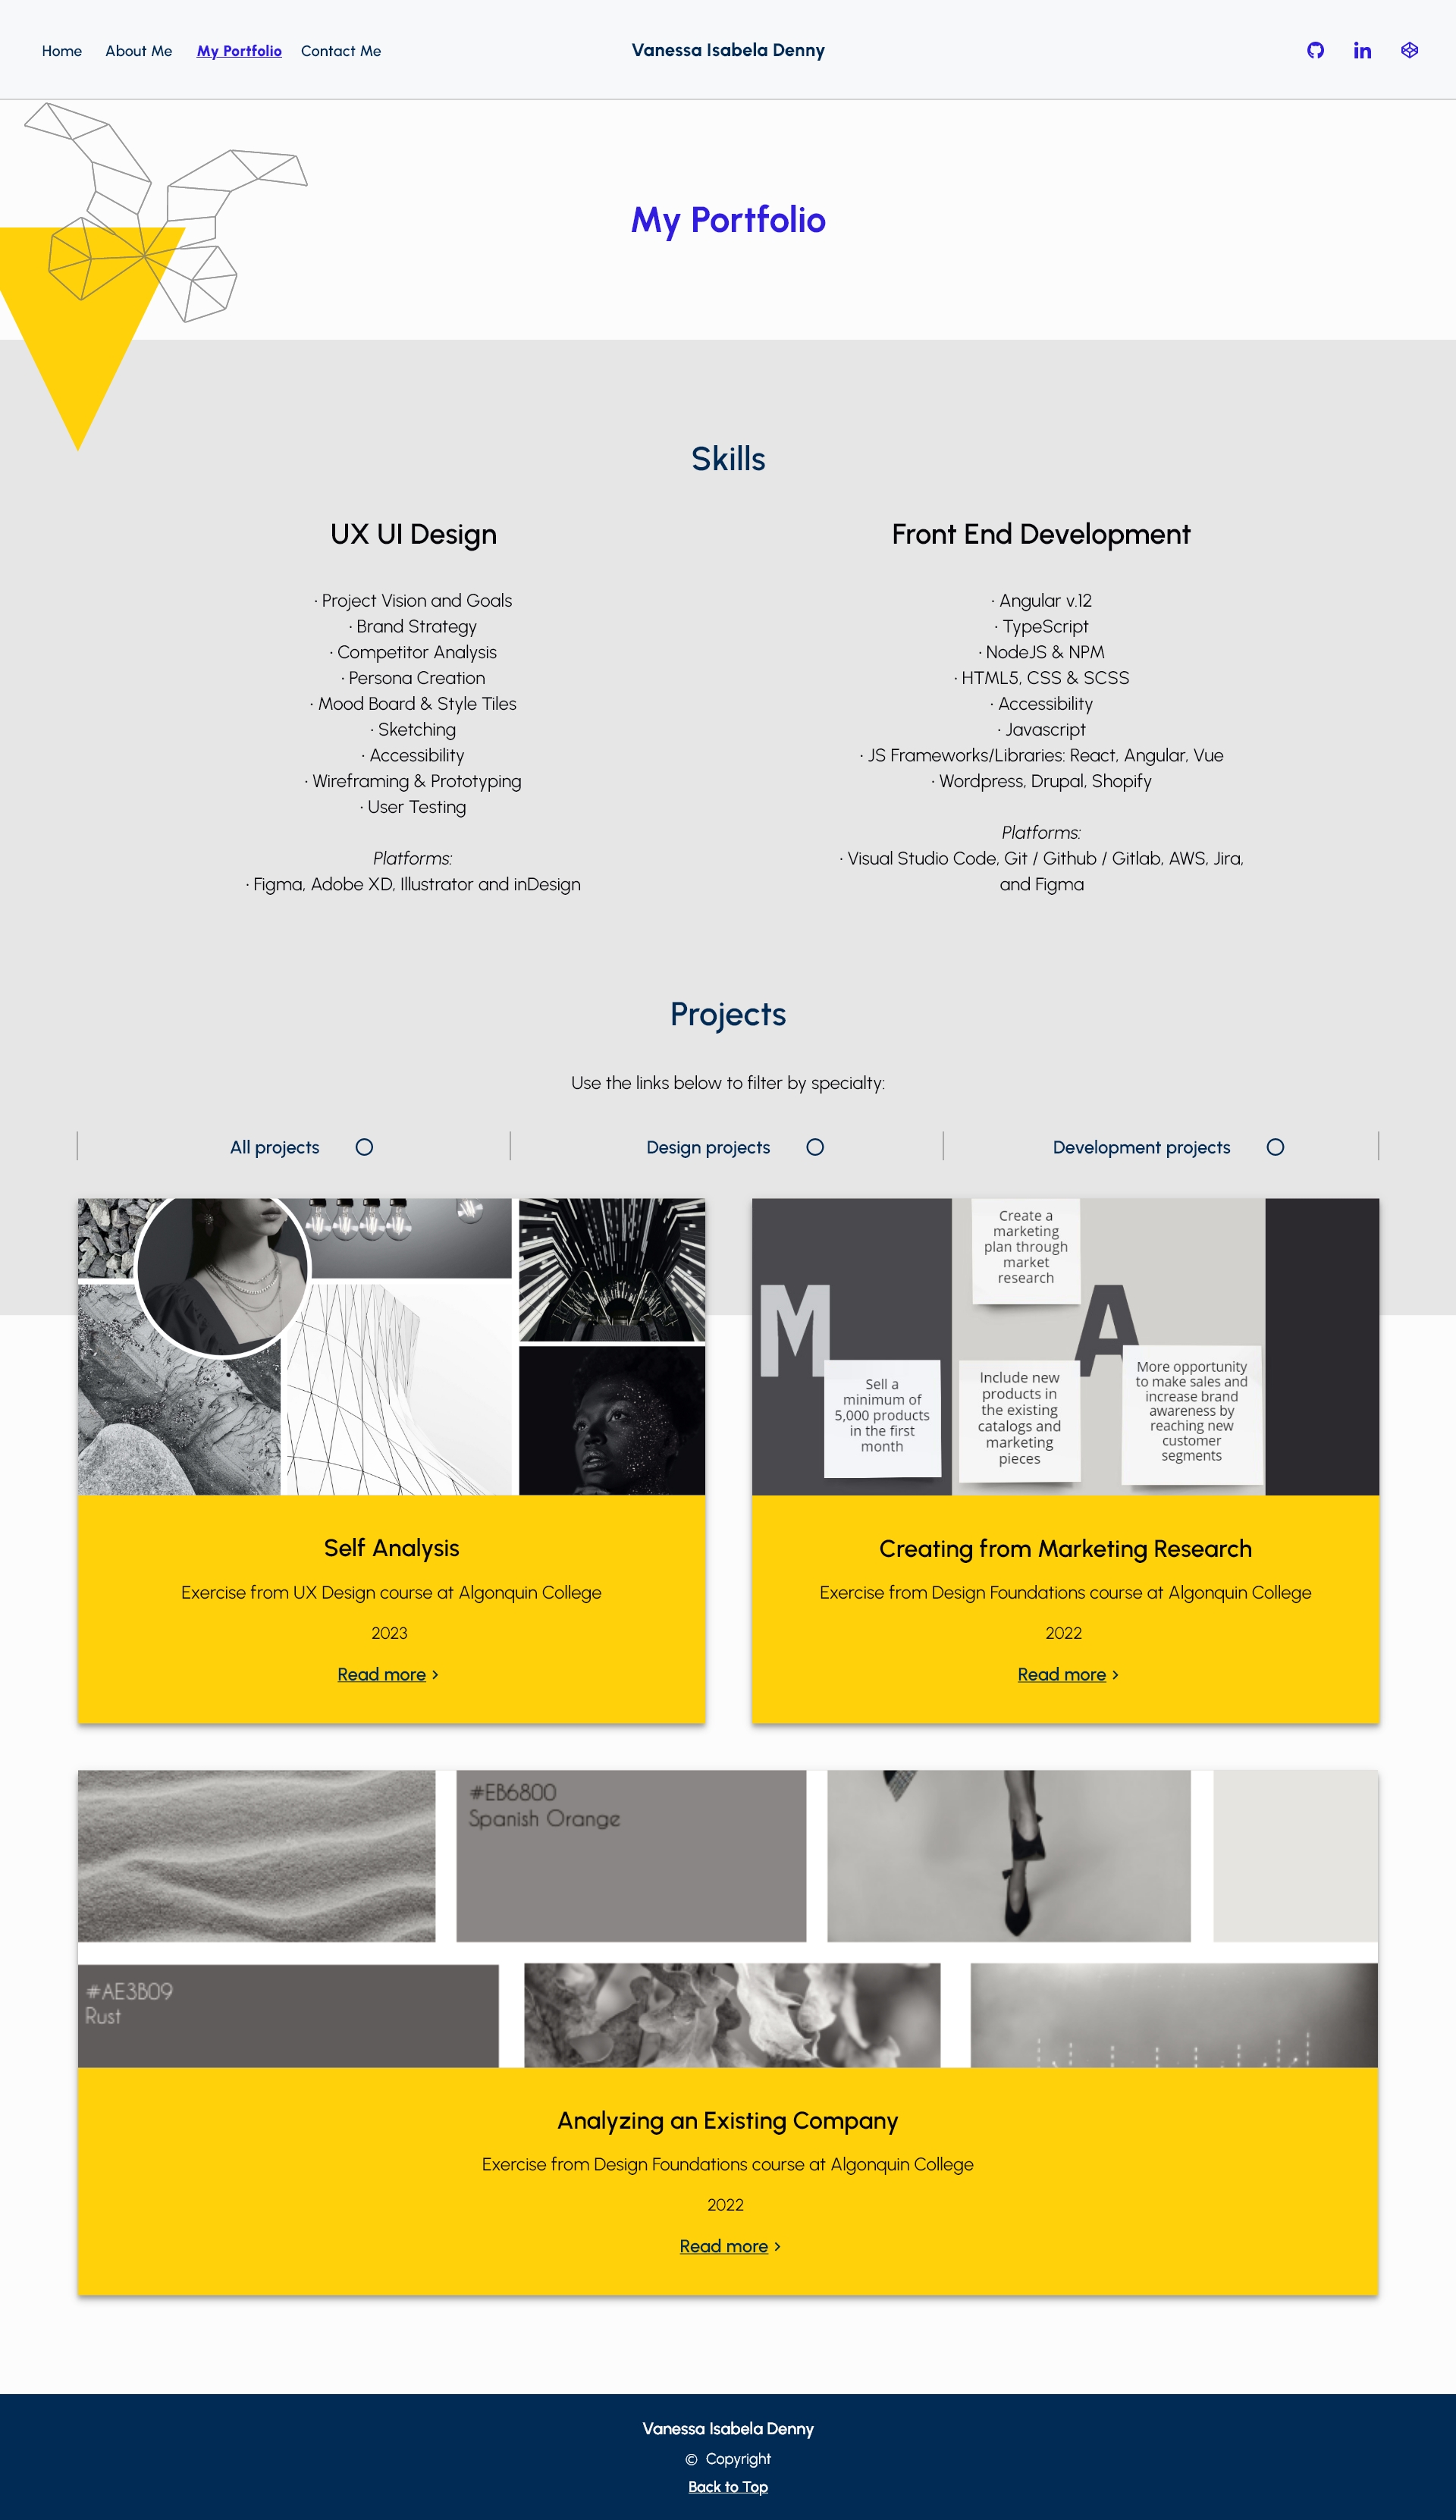 Home About Me My Portfolio Contact Me Vanessa Isabela Denny
My Portfolio
Skills
UX UI Design
· Project Vision and Goals
· Brand Strategy
· Competitor Analysis
· Persona Creation
· Mood Board & Style Tiles
· Sketching
· Accessibility
· Wireframing & Prototyping
· User Testing
Platforms:
· Figma, Adobe XD, Illustrator and inDesign
Front End Development
· Angular v.12
· TypeScript
· NodeJS & NPM
· HTML5, CSS & SCSS
· Accessibility
· Javascript
· JS Frameworks/Libraries: React, Angular, Vue
· Wordpress, Drupal, Shopify
Platforms:
· Visual Studio Code, Git / Github / Gitlab, AWS, Jira,
and Figma
Projects
Use the links below to filter by specialty:
All projects
Design projects
Development projects
M
A
Create a
marketing
plan through
market
research
Sell a
minimum of
5,000 products
in the first
month
Include new
products in
the existing
catalogs and
marketing
pieces
More opportunity
to make sales and
increase brand
awareness by
reaching new
customer
segments
Self Analysis
Exercise from UX Design course at Algonquin College
2023
Read more >
Creating from Marketing Research
Exercise from Design Foundations course at Algonquin College
2022
Read more >
#EB6800
Spanish Orange
#AE3B09
Rust
Analyzing an Existing Company
Exercise from Design Foundations course at Algonquin College
2022
Read more >
Vanessa Isabela Denny
© Copyright
Back to Top